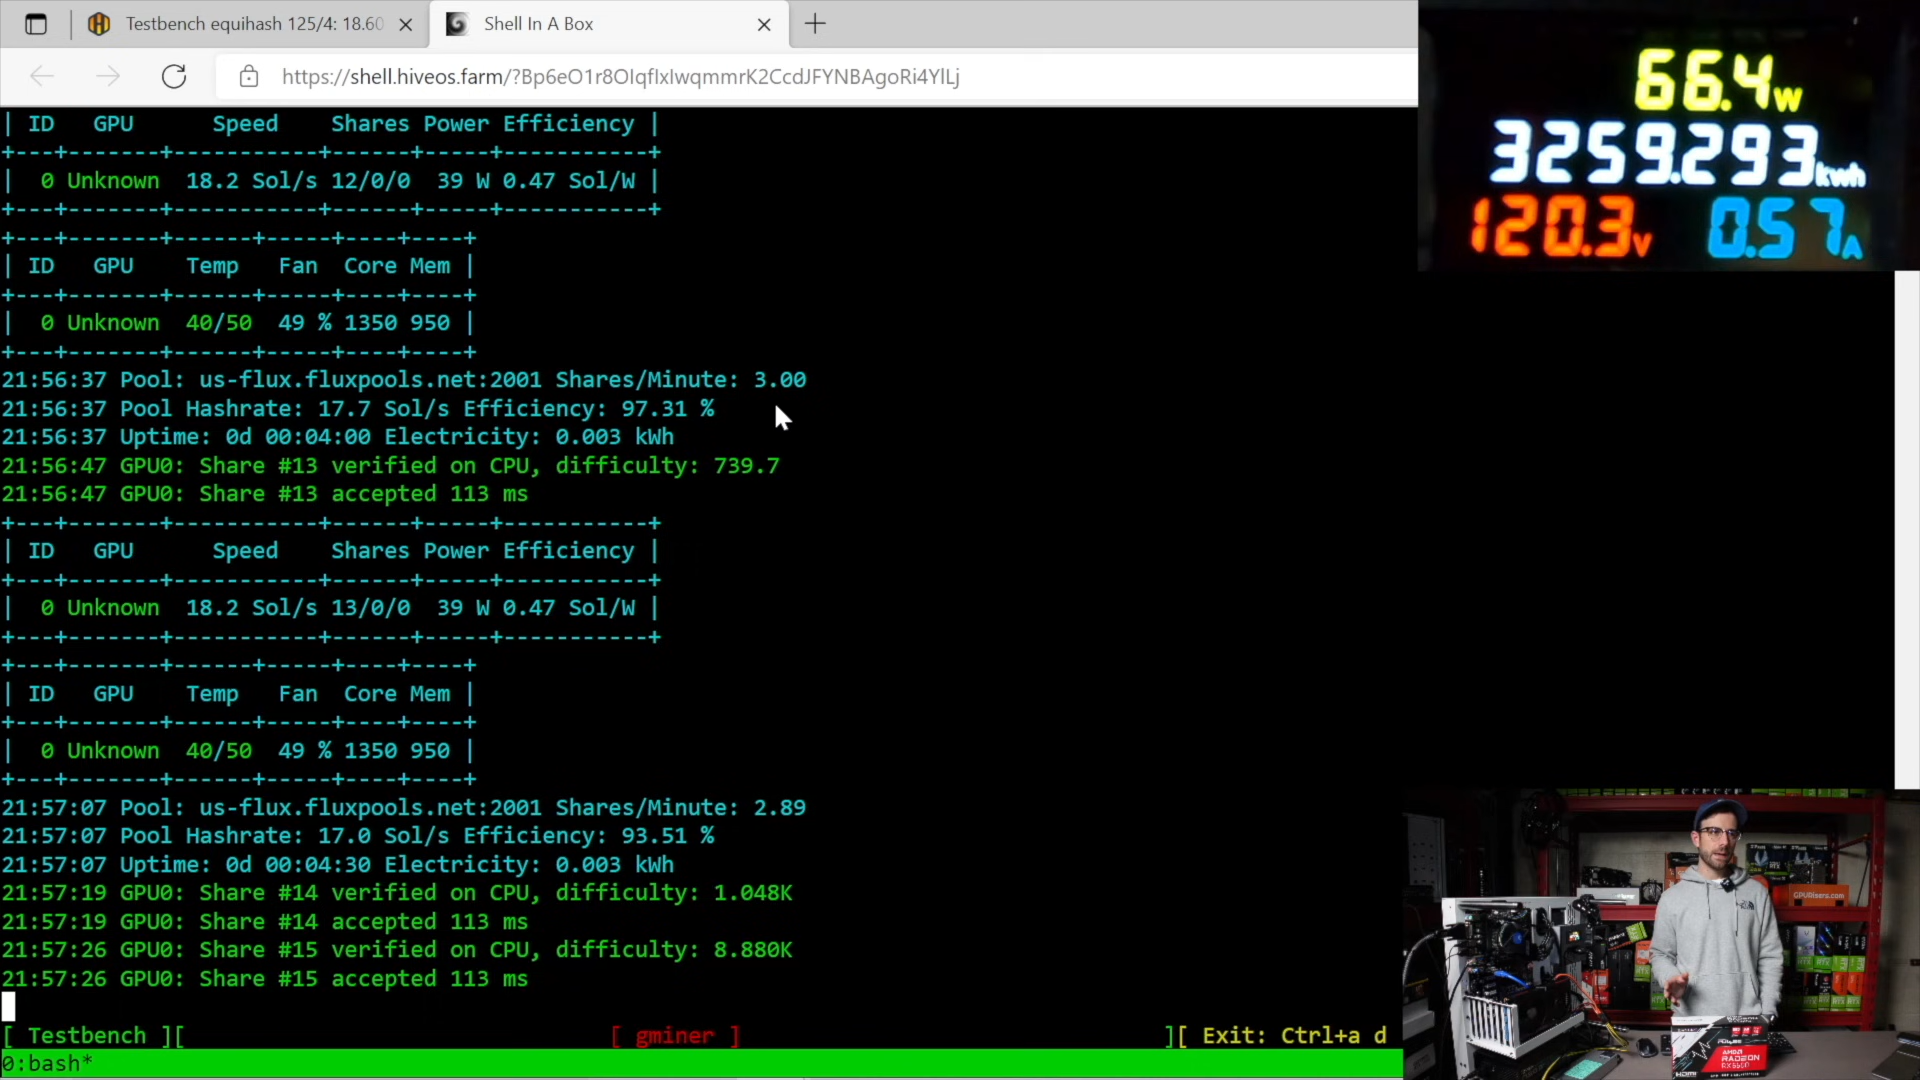 Testbench equihash 125/4: 18.60
Shell In A Box
https://shell.hiveos.farm/?Bp6eO1r8OIqfIxIwqmmrK2CcdJFYNBAgoRi4YlLj
66.4w
3259.293kwh
120.3v 0.57A
| ID GPU Speed Shares Power Efficiency |
+---+-------+-----------+------+-----+-----------+
| 0 Unknown 18.2 Sol/s 12/0/0 39 W 0.47 Sol/W |
+---+-------+-----------+------+-----+-----------+
+---+-------+------+-----+----+----+
| ID GPU Temp Fan Core Mem |
+---+-------+------+-----+----+----+
| 0 Unknown 40/50 49 % 1350 950 |
+---+-------+------+-----+----+----+
21:56:37 Pool: us-flux.fluxpools.net:2001 Shares/Minute: 3.00
21:56:37 Pool Hashrate: 17.7 Sol/s Efficiency: 97.31 %
21:56:37 Uptime: 0d 00:04:00 Electricity: 0.003 kWh
21:56:47 GPU0: Share #13 verified on CPU, difficulty: 739.7
21:56:47 GPU0: Share #13 accepted 113 ms
+---+-------+-----------+------+-----+-----------+
| ID GPU Speed Shares Power Efficiency |
+---+-------+-----------+------+-----+-----------+
| 0 Unknown 18.2 Sol/s 13/0/0 39 W 0.47 Sol/W |
+---+-------+-----------+------+-----+-----------+
+---+-------+------+-----+----+----+
| ID GPU Temp Fan Core Mem |
+---+-------+------+-----+----+----+
| 0 Unknown 40/50 49 % 1350 950 |
+---+-------+------+-----+----+----+
21:57:07 Pool: us-flux.fluxpools.net:2001 Shares/Minute: 2.89
21:57:07 Pool Hashrate: 17.0 Sol/s Efficiency: 93.51 %
21:57:07 Uptime: 0d 00:04:30 Electricity: 0.003 kWh
21:57:19 GPU0: Share #14 verified on CPU, difficulty: 1.048K
21:57:19 GPU0: Share #14 accepted 113 ms
21:57:26 GPU0: Share #15 verified on CPU, difficulty: 8.880K
21:57:26 GPU0: Share #15 accepted 113 ms
[ Testbench ][ [ gminer ] ][ Exit: Ctrl+a d
0:bash*
GPURisers.com
AMD
RADEON
HDMI